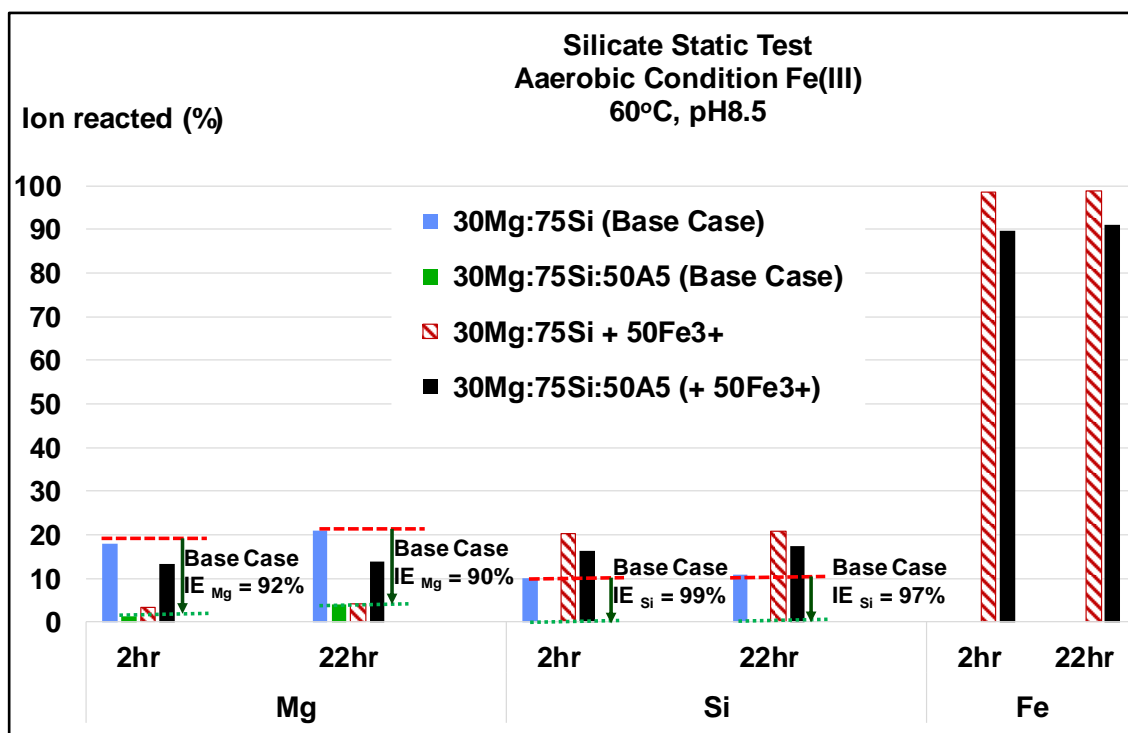 Silicate Static Test
Aaerobic Condition Fe(III)
60ºC, pH8.5
Ion reacted (%)
100
90
80
70
60
50
40
30
20
10
0
30Mg:75Si (Base Case)
30Mg:75Si:50A5 (Base Case)
30Mg:75Si + 50Fe3+
30Mg:75Si:50A5 (+ 50Fe3+)
Base Case
IE Mg = 92%
Base Case
IE Mg = 90%
Base Case
IE Si = 99%
Base Case
IE Si = 97%
2hr
22hr
2hr
22hr
2hr
22hr
Mg
Si
Fe